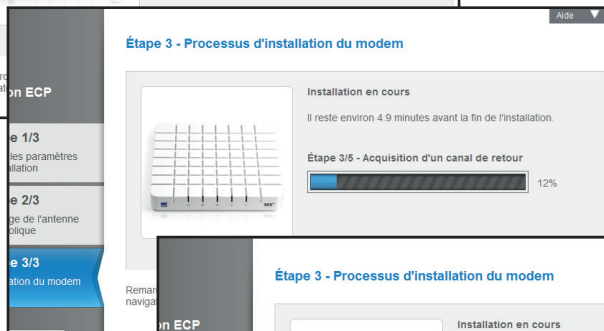 Aide
Étape 3 - Processus d'installation du modem
on ECP
Installation en cours
Il reste environ 4.9 minutes avant la fin de l'installation.
e 1/3
les paramètres
allation
Étape 3/5 - Acquisition d'un canal de retour
12%
e 2/3
ge de l'antenne
olique
e 3/3
ation du modem
Remar
naviga
Étape 3 - Processus d'installation du modem
on ECP
Installation en cours